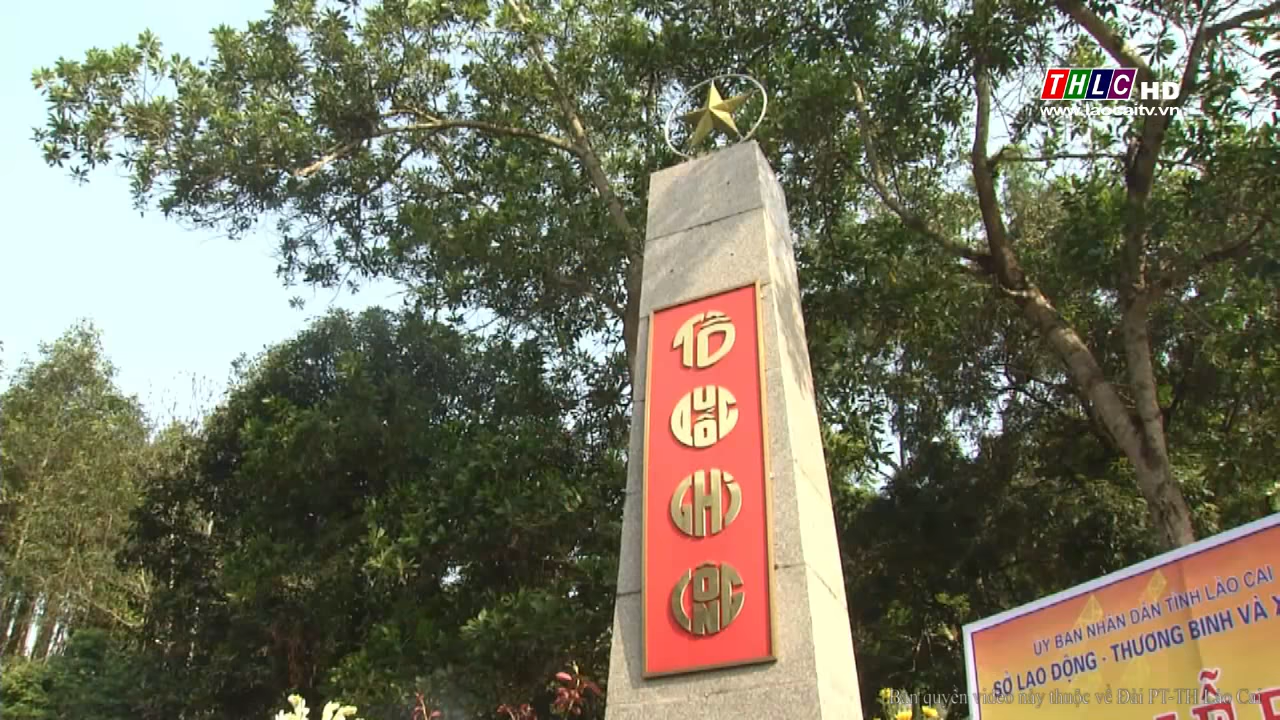 THLC HD
www.laocaitv.vn
TỔ
QUỐC
GHI
CÔNG
ỦY BAN NHÂN DÂN TỈNH LÀO CAI
SỞ LAO ĐỘNG - THƯƠNG BINH VÀ X
Bản quyền video này thuộc về Đài PT-TH Lào Cai